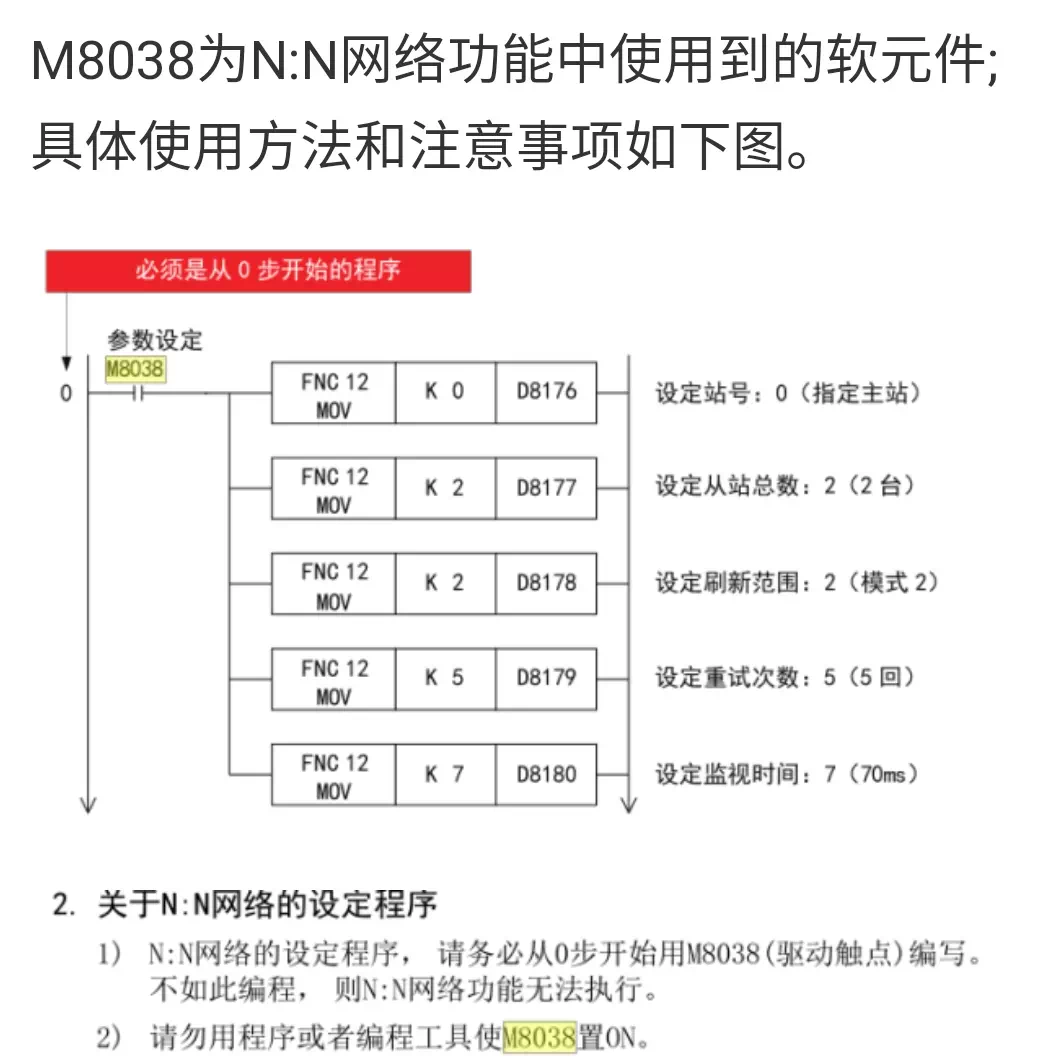 M8038为N:N网络功能中使用到的软元件;
具体使用方法和注意事项如下图。
必须是从 0 步开始的程序
参数设定
M8038
0
FNC 12
MOV
K 0
D8176
设定站号：0（指定主站）
FNC 12
MOV
K 2
D8177
设定从站总数：2（2 台）
FNC 12
MOV
K 2
D8178
设定刷新范围：2（模式 2）
FNC 12
MOV
K 5
D8179
设定重试次数：5（5 回）
FNC 12
MOV
K 7
D8180
设定监视时间：7（70ms）
2. 关于N:N网络的设定程序
1) N:N网络的设定程序， 请务必从0步开始用M8038(驱动触点)编写。
不如此编程， 则N:N网络功能无法执行。
2) 请勿用程序或者编程工具使M8038置ON。